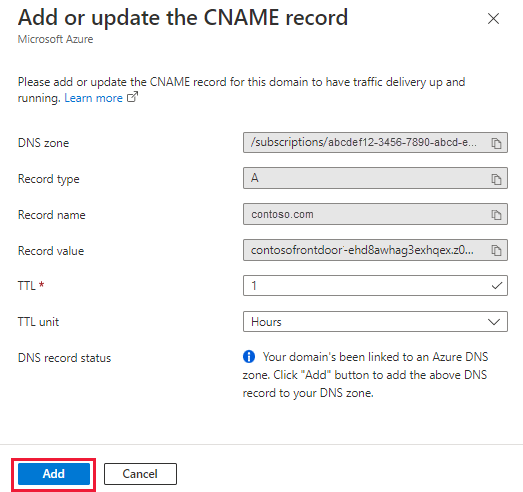 Add or update the CNAME record
Microsoft Azure
Please add or update the CNAME record for this domain to have traffic delivery up and
running. Learn more
DNS zone
/subscriptions/abcdef12-3456-7890-abcd-e...
Record type
A
Record name
contoso.com
Record value
contosofrontdoor-ehd8awhag3exhqex.z0...
TTL *
1
TTL unit
Hours
DNS record status
Your domain's been linked to an Azure DNS
zone. Click "Add" button to add the above DNS
record to your DNS zone.
Add
Cancel